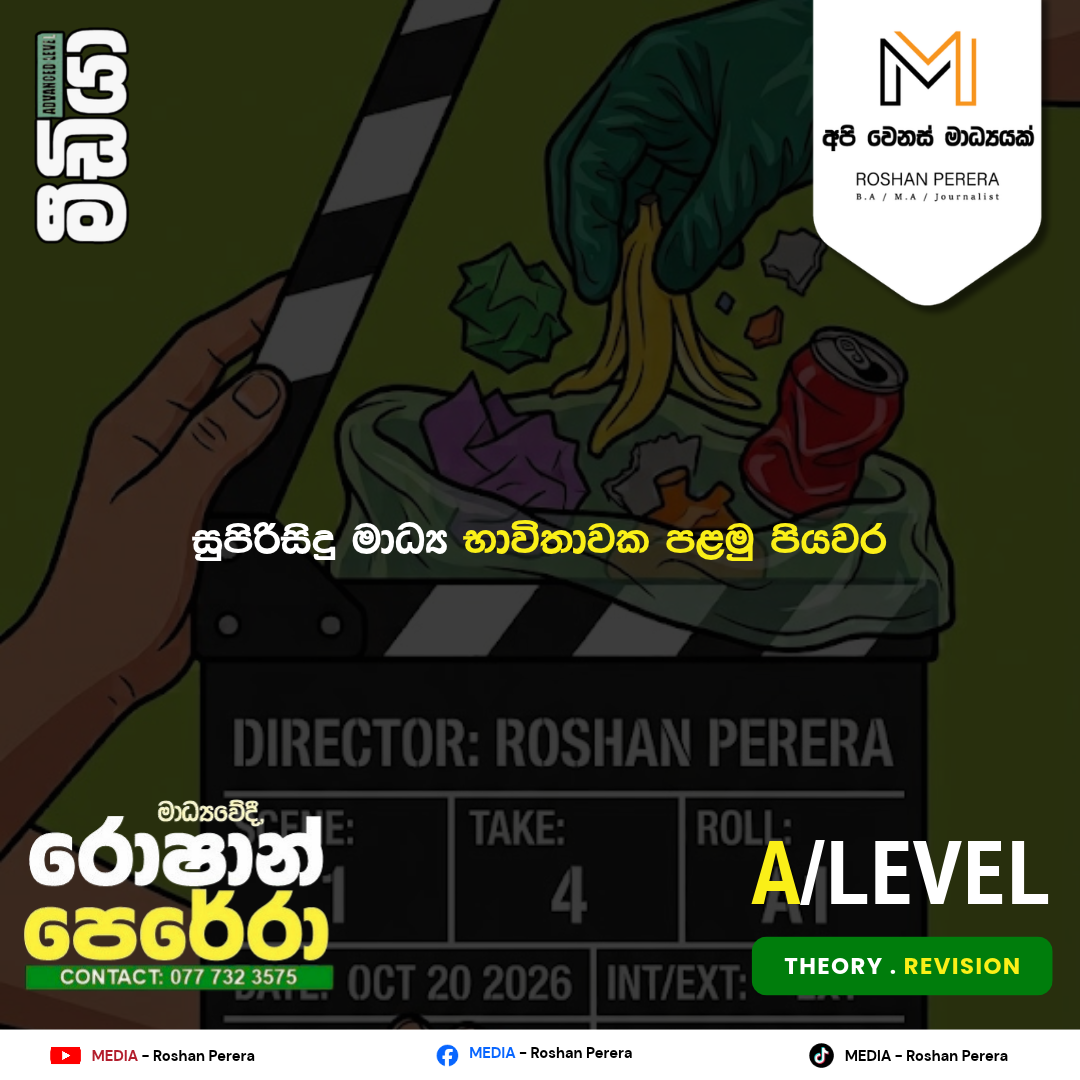 මීඩියා
ADVANCED LEVEL
අපි වෙනස් මාධ්‍යයක්
ROSHAN PERERA
B.A / M.A / Journalist
සුපිරිසිදු මාධ්‍ය භාවිතාවක පළමු පියවර
DIRECTOR: ROSHAN PERERA
SCENE: TAKE: ROLL:
1 4 A1
DATE: OCT 20 2026 INT/EXT: EXT
මාධ්‍යවේදී,
රොෂාන්
පෙරේරා
CONTACT: 077 732 3575
A/LEVEL
THEORY . REVISION
MEDIA - Roshan Perera
MEDIA - Roshan Perera
MEDIA - Roshan Perera